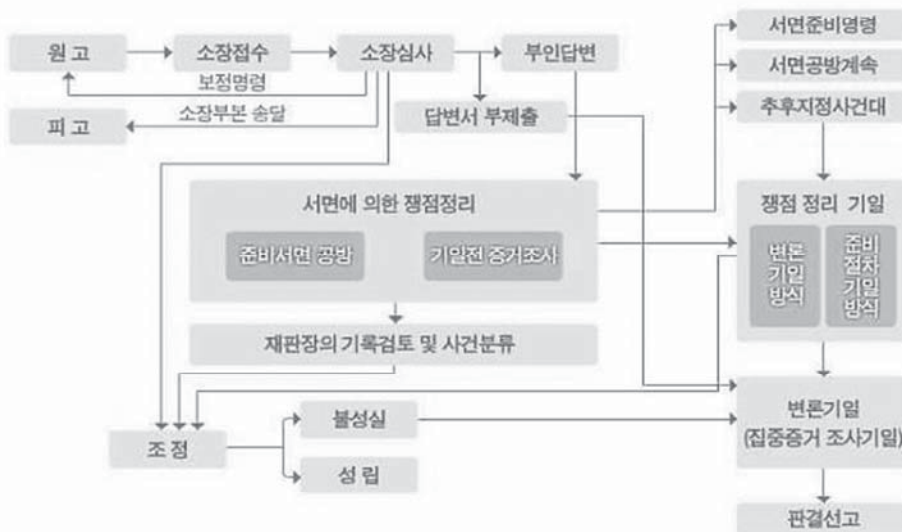 원 고
소장접수
소장심사
부인답변
보정명령
피 고
소장부본 송달
답변서 부제출
서면준비명령
서면공방계속
추후지정사건대
서면에 의한 쟁점정리
준비서면 공방
기일전 증거조사
쟁점 정리 기일
변론
기일
방식
준비
절차
기일
방식
재판장의 기록검토 및 사건분류
조 정
불성실
성 립
변론기일
(집중증거 조사기일)
판결선고